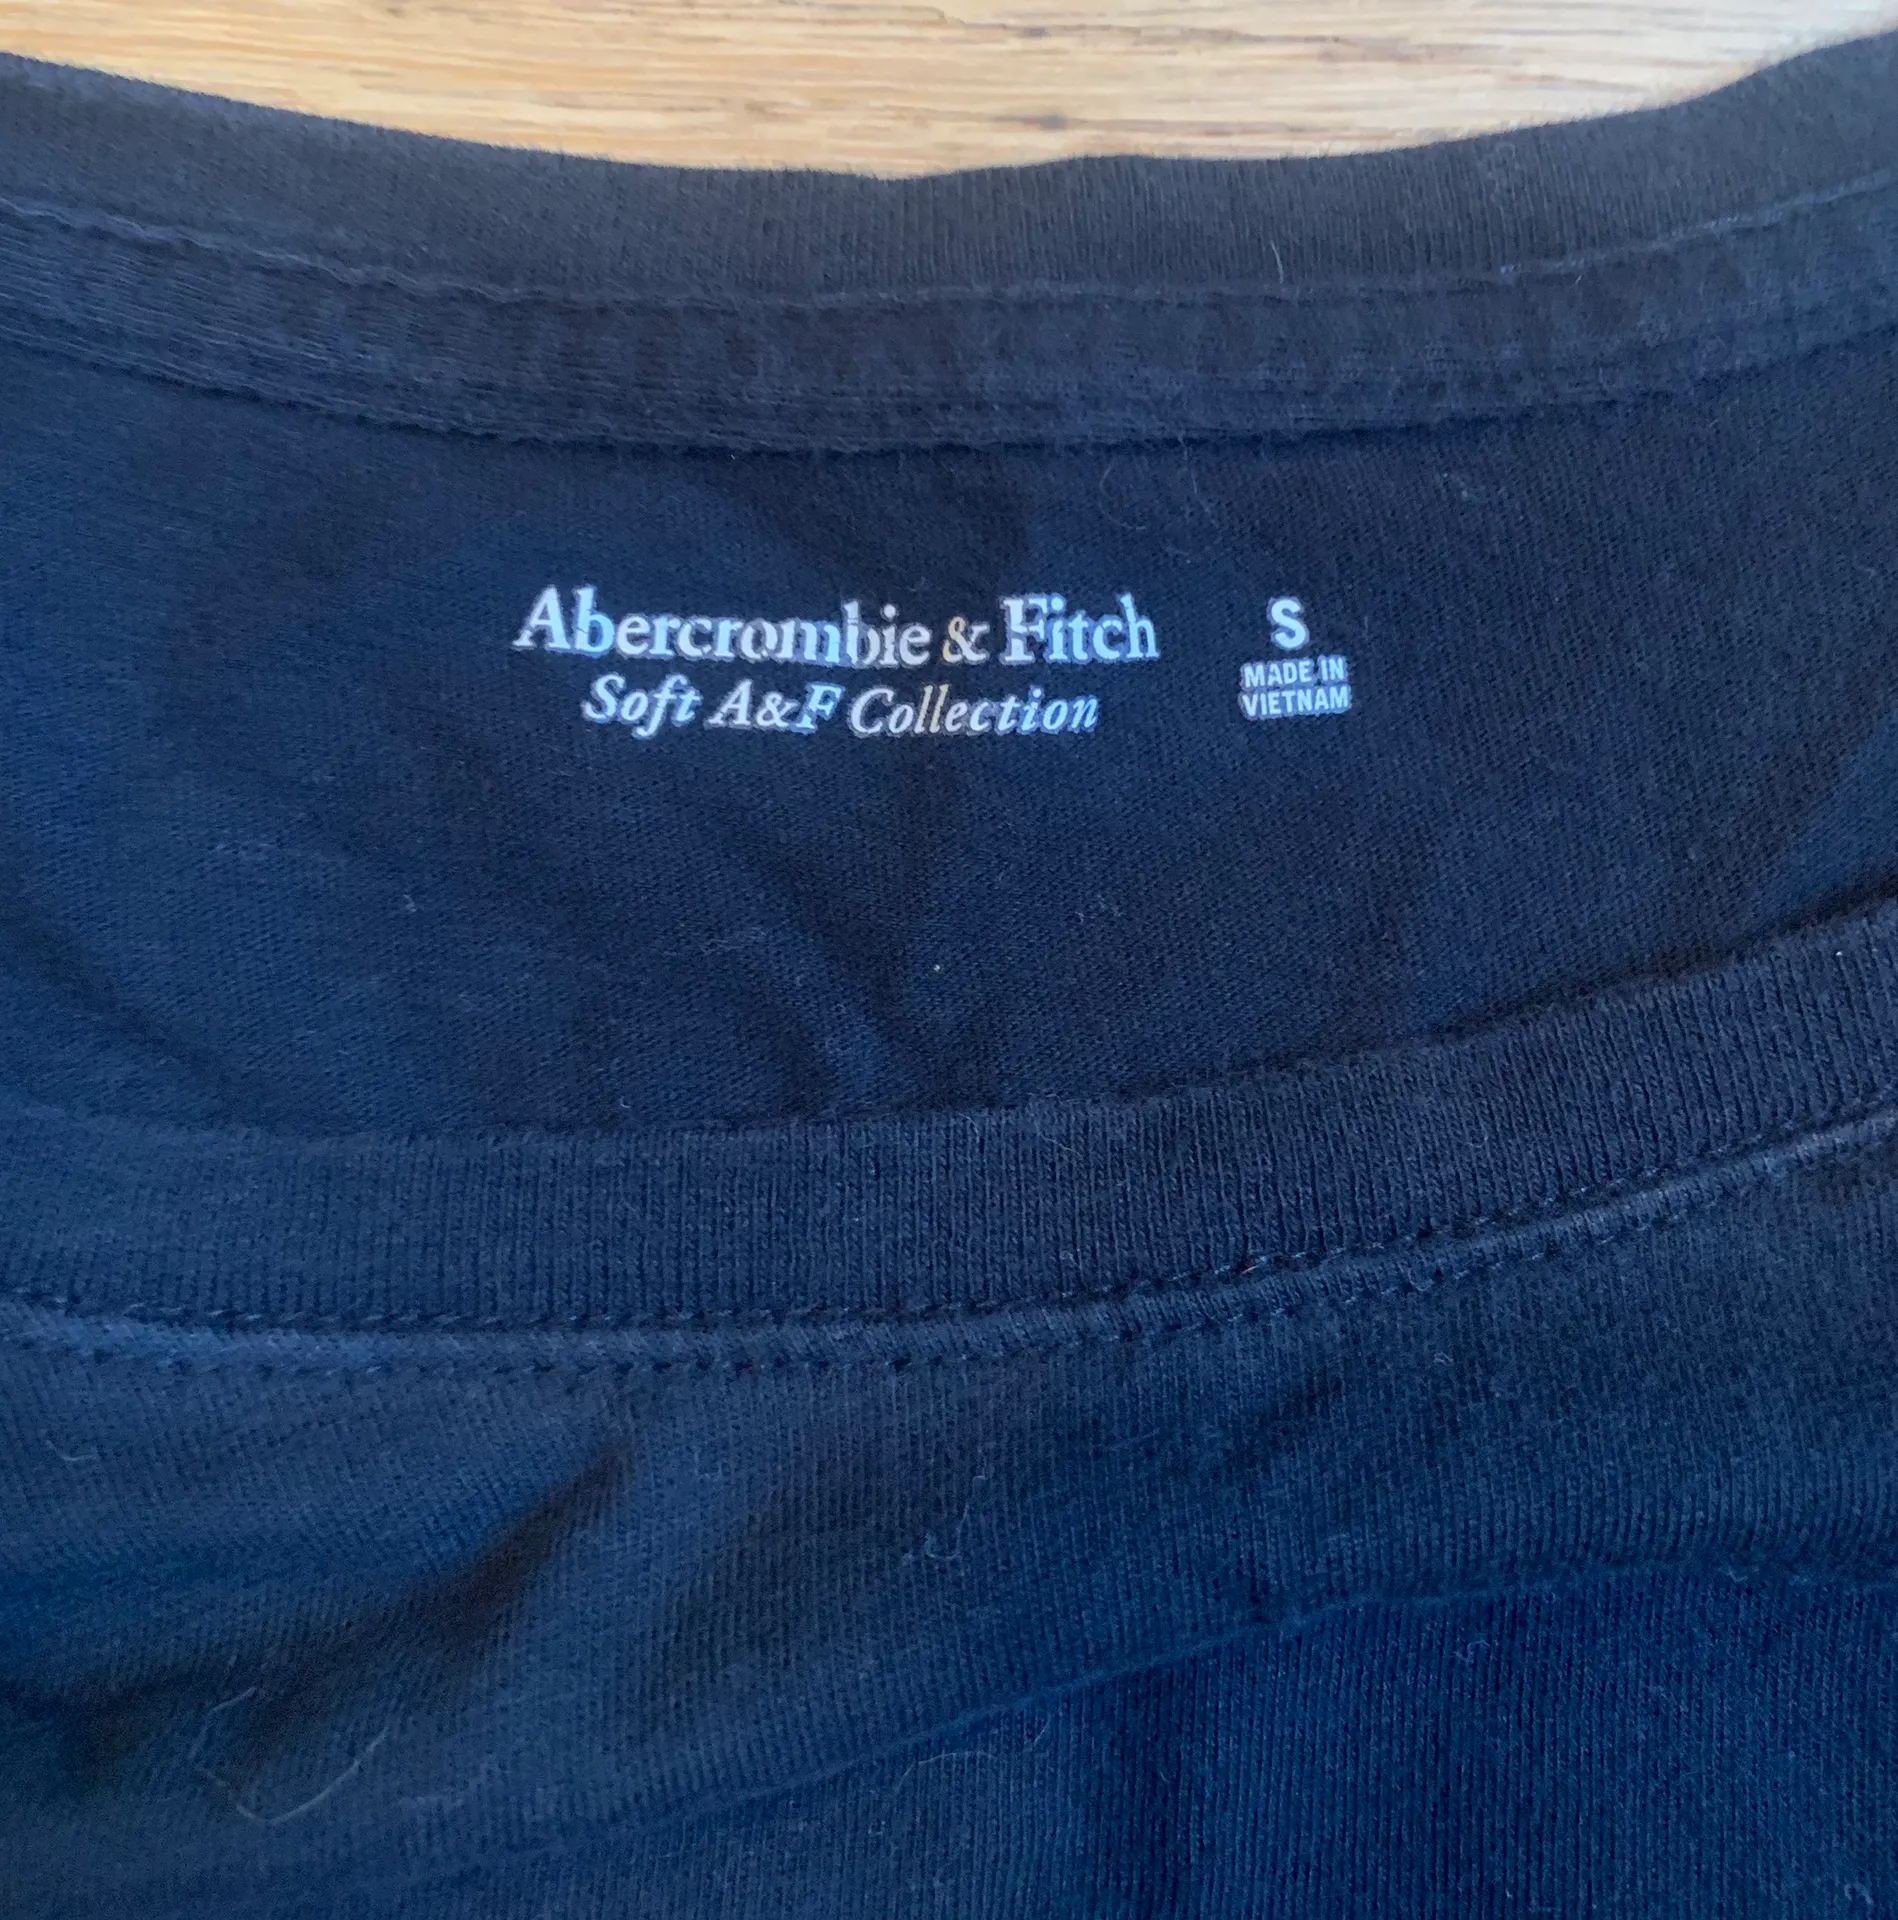 Abercrombie & Fitch
Soft A&F Collection
S
MADE IN
VIETNAM